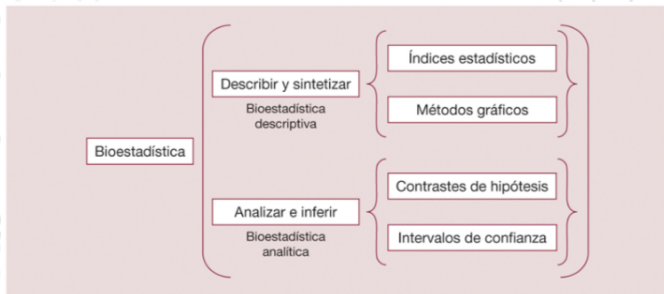 Bioestadística
Describir y sintetizar
Bioestadística
descriptiva
Índices estadísticos
Métodos gráficos
Analizar e inferir
Bioestadística
analítica
Contrastes de hipótesis
Intervalos de confianza